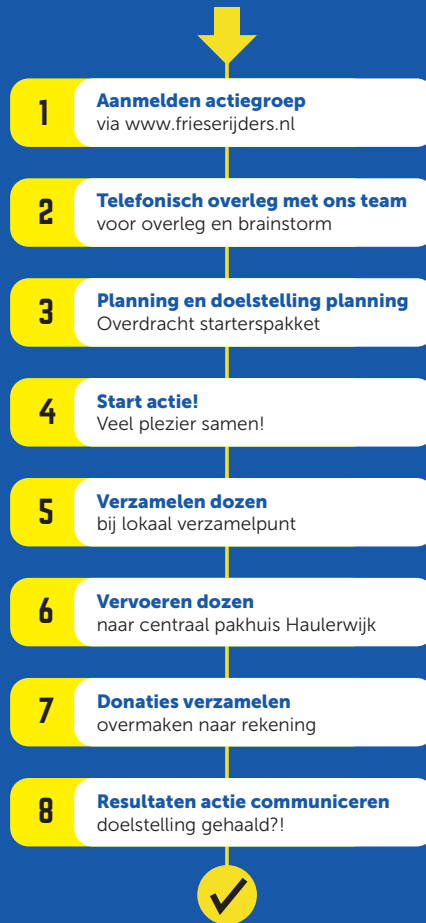 1
Aanmelden actiegroep
via www.frieserijders.nl
2
Telefonisch overleg met ons team
voor overleg en brainstorm
3
Planning en doelstelling planning
Overdracht starterspakket
4
Start actie!
Veel plezier samen!
5
Verzamelen dozen
bij lokaal verzamelpunt
6
Vervoeren dozen
naar centraal pakhuis Haulerwijk
7
Donaties verzamelen
overmaken naar rekening
8
Resultaten actie communiceren
doelstelling gehaald?!